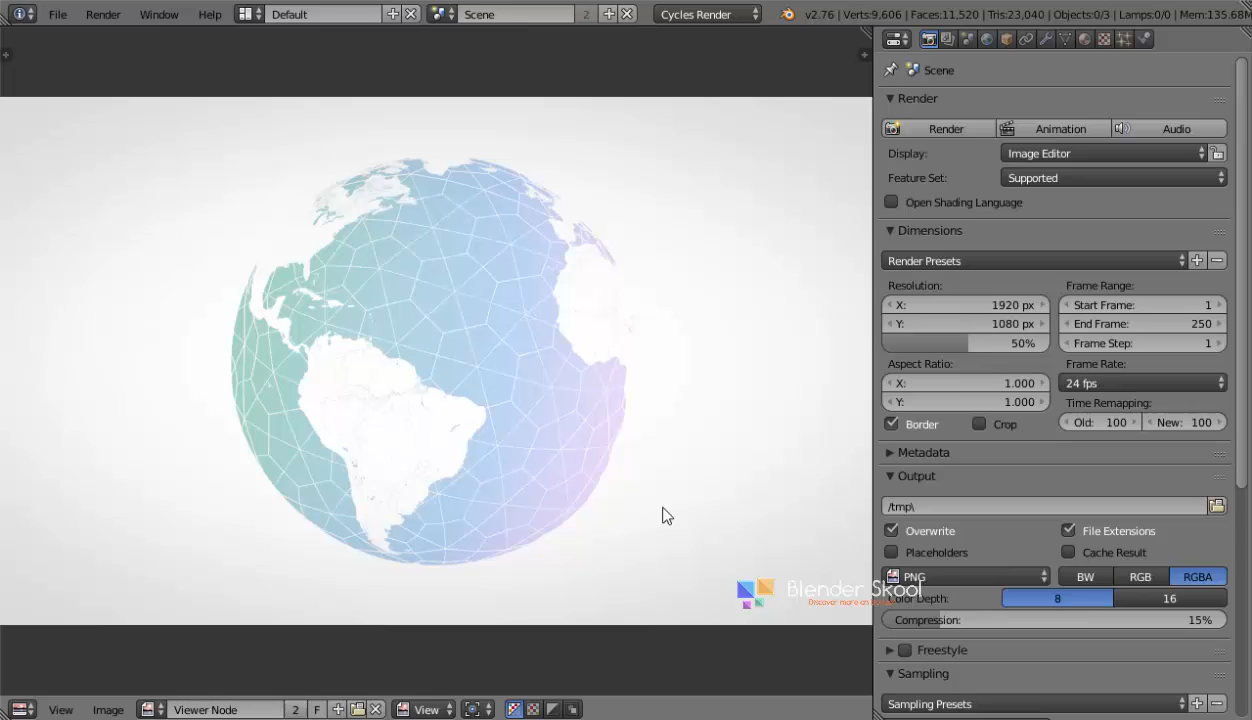 File Render Window Help Default Scene 2 Cycles Render v2.76 | Verts:9,606 | Faces:11,520 | Tris:23,040 | Objects:0/3 | Lamps:0/0 | Mem:135.68M
Scene
Render
Render Animation Audio
Display: Image Editor
Feature Set: Supported
Open Shading Language
Dimensions
Render Presets
Resolution: Frame Range:
X: 1920 px Start Frame: 1
Y: 1080 px End Frame: 250
50% Frame Step: 1
Aspect Ratio: Frame Rate:
X: 1.000 24 fps
Y: 1.000 Time Remapping:
Border Crop Old: 100 New: 100
Metadata
Output
/tmp\
Overwrite File Extensions
Placeholders Cache Result
PNG BW RGB RGBA
Blender Skool
Discover more
Color Depth: 8 16
Compression: 15%
Freestyle
Sampling
Sampling Presets
View Image Viewer Node 2 F View